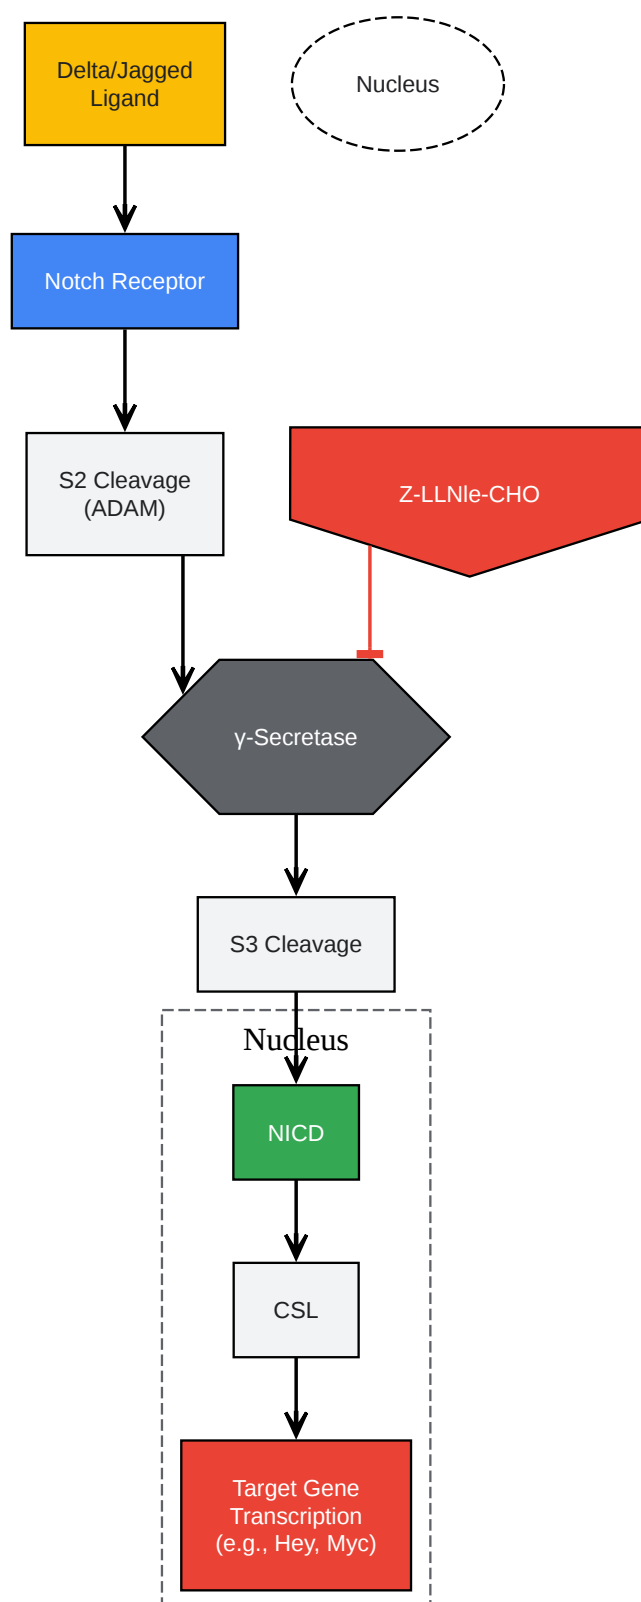 Delta/Jagged
Ligand
Nucleus
Notch Receptor
S2 Cleavage
(ADAM)
Z-LLNle-CHO
γ-Secretase
S3 Cleavage
Nucleus
NICD
CSL
Target Gene
Transcription
(e.g., Hey, Myc)